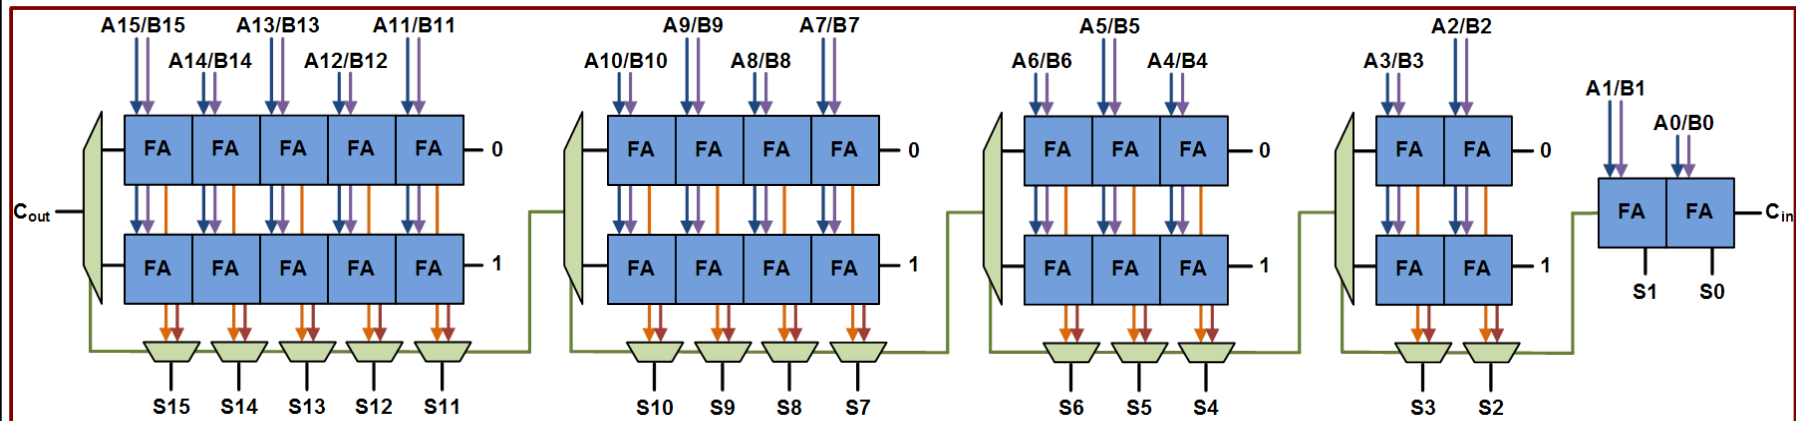 A15/B15 A13/B13 A11/B11 A9/B9 A7/B7 A5/B5 A2/B2
A14/B14 A12/B12 A10/B10 A8/B8 A6/B6 A4/B4 A3/B3
A1/B1
A0/B0
FA FA FA FA FA 0 FA FA FA FA 0 FA FA FA 0 FA FA 0
Cout FA FA Cin
FA FA FA FA FA 1 FA FA FA FA 1 FA FA FA 1 FA FA 1
S1 S0
S15 S14 S13 S12 S11 S10 S9 S8 S7 S6 S5 S4 S3 S2